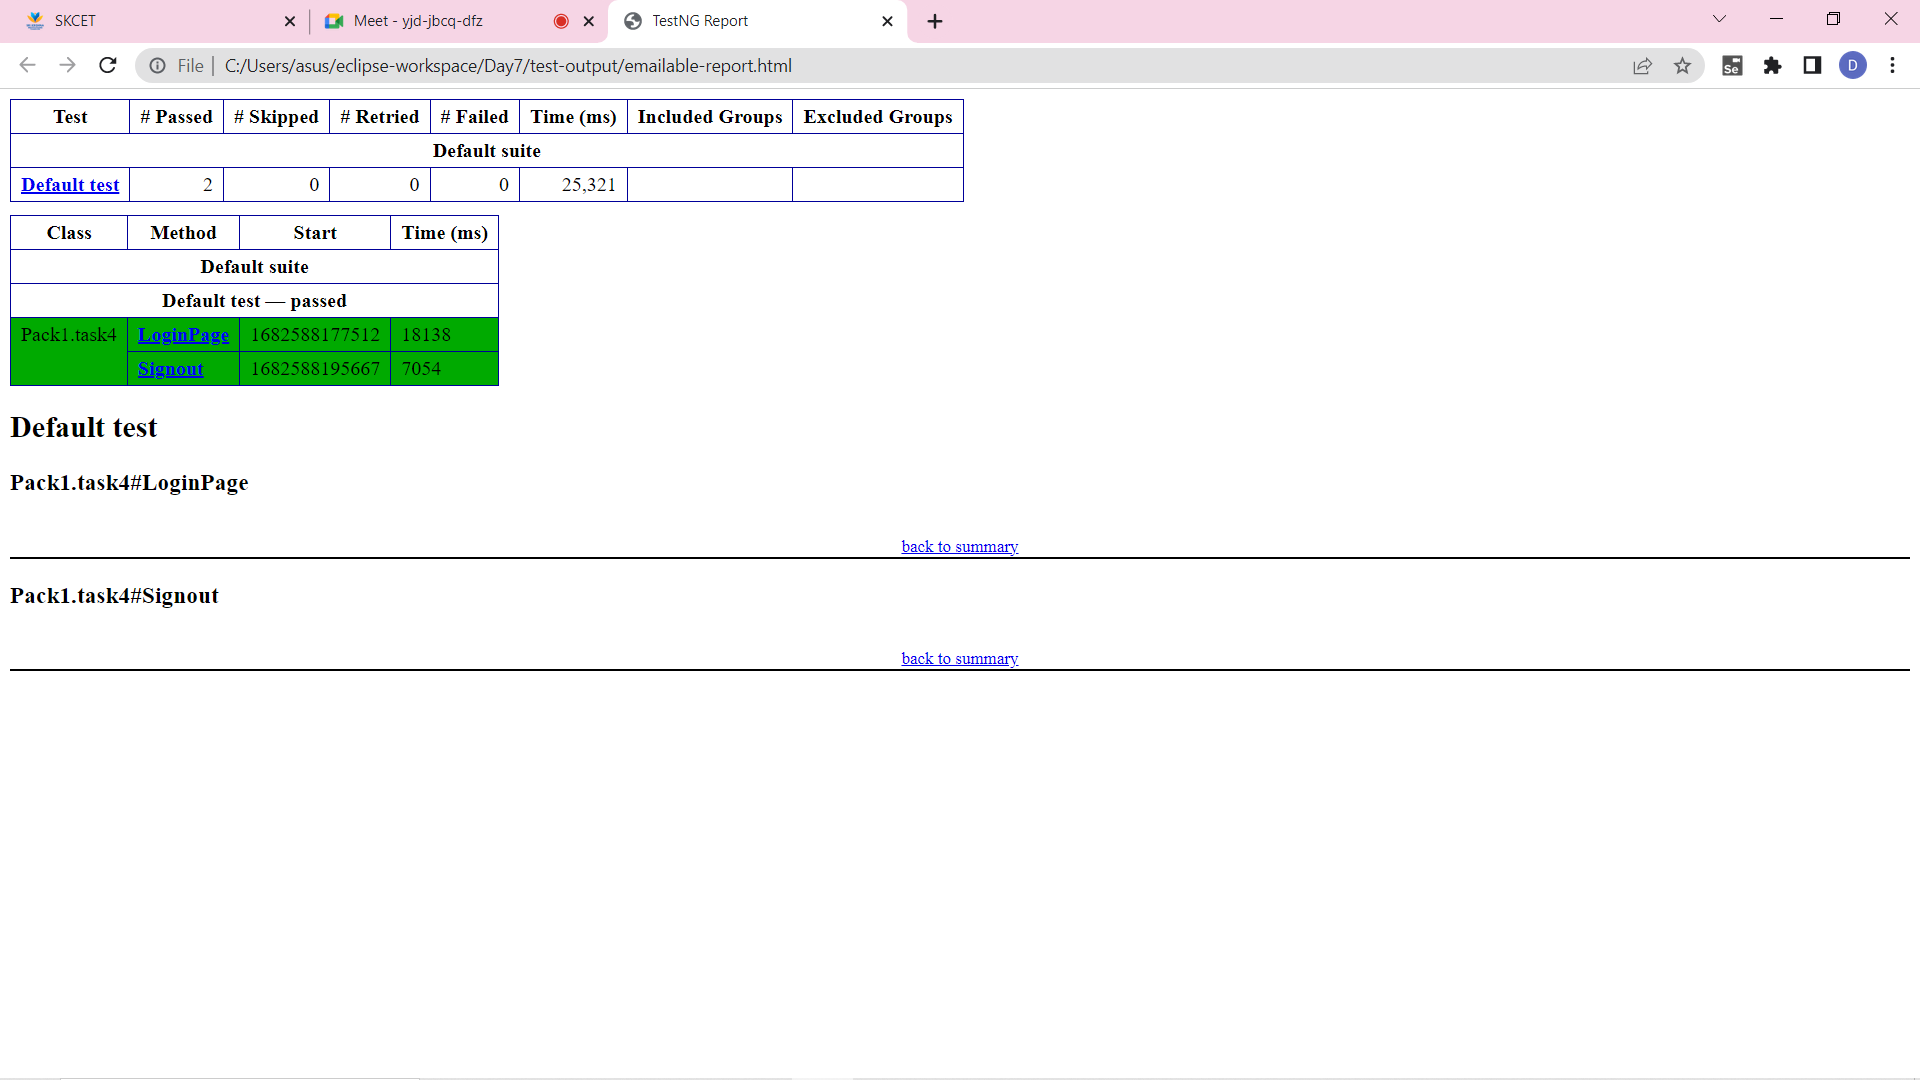 SKCET
Meet - yjd-jbcq-dfz
TestNG Report
File | C:/Users/asus/eclipse-workspace/Day7/test-output/emailable-report.html
Se
D
Test # Passed # Skipped # Retried # Failed Time (ms) Included Groups Excluded Groups
Default suite
Default test 2 0 0 0 25,321
Class Method Start Time (ms)
Default suite
Default test — passed
Pack1.task4 LoginPage 1682588177512 18138
Signout 1682588195667 7054
Default test
Pack1.task4#LoginPage
back to summary
Pack1.task4#Signout
back to summary